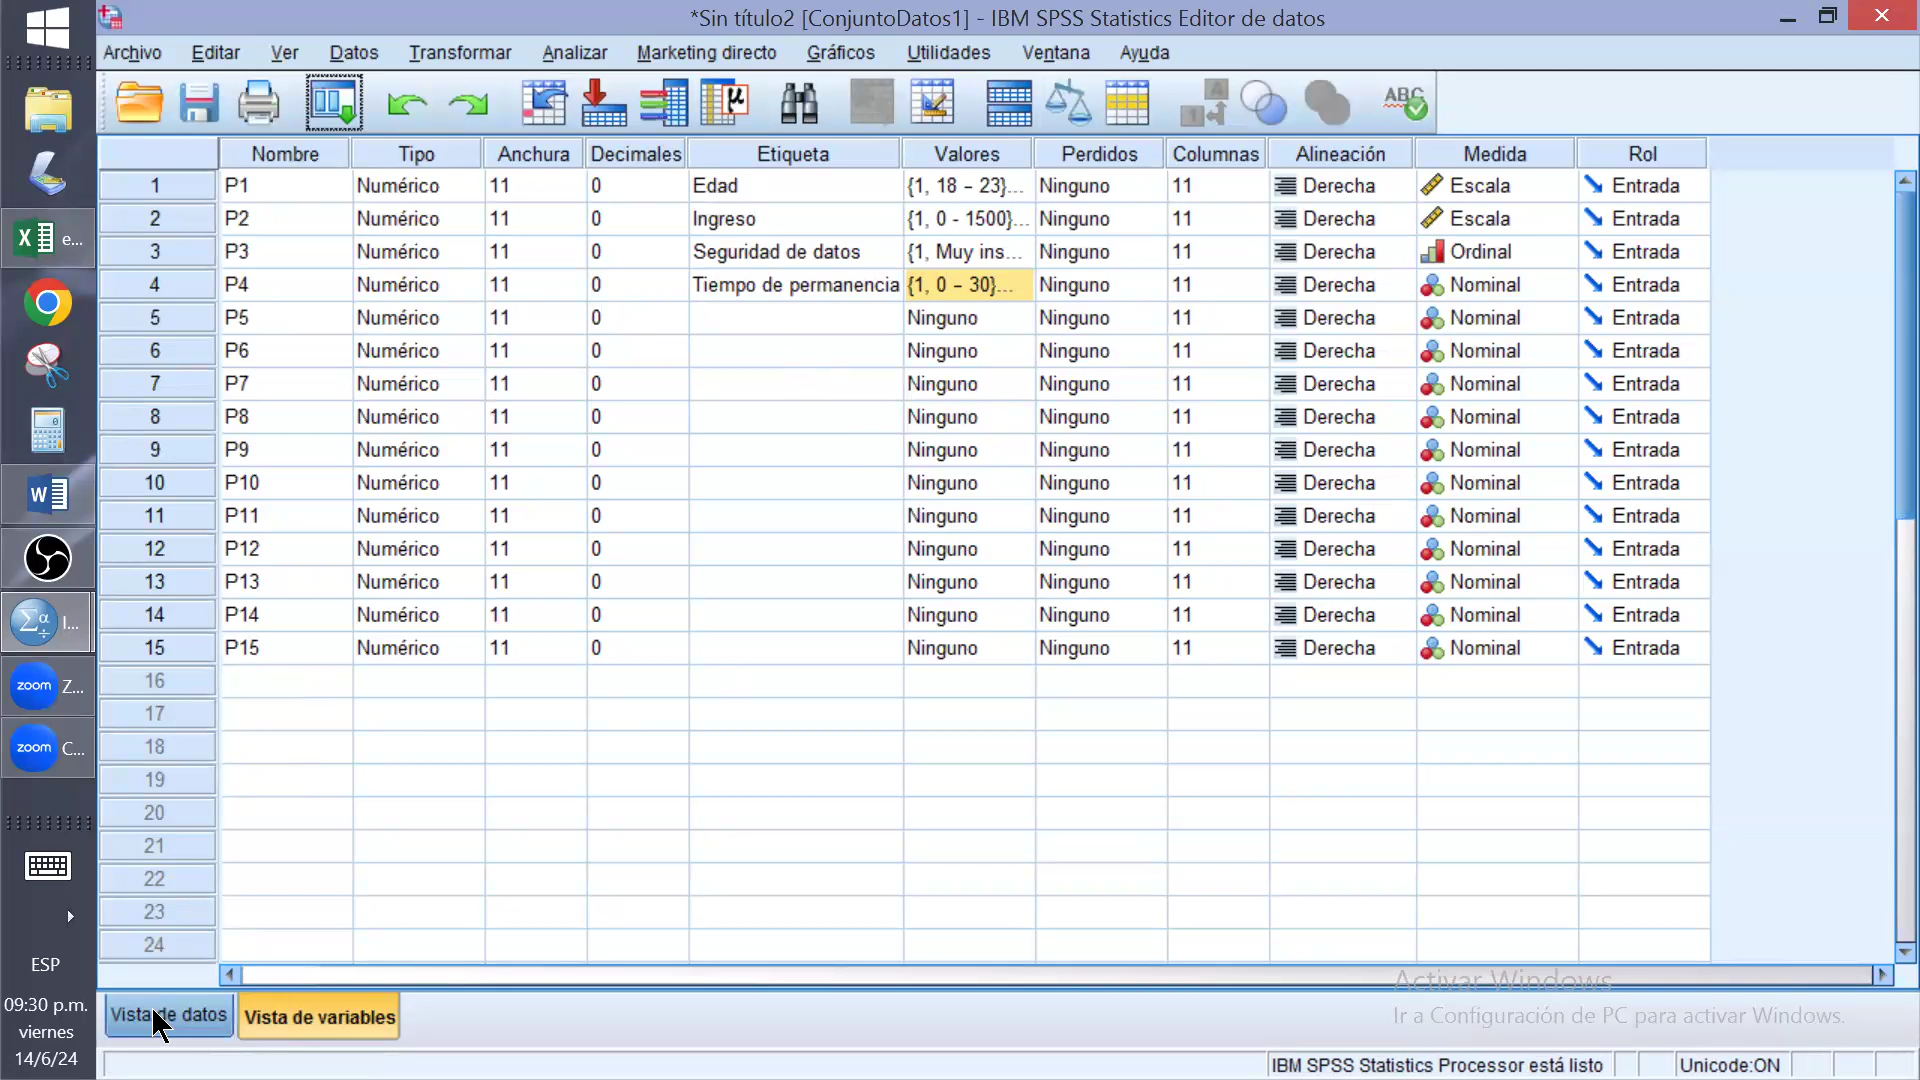 *Sin título2 [ConjuntoDatos1] - IBM SPSS Statistics Editor de datos
Archivo Editar Ver Datos Transformar Analizar Marketing directo Gráficos Utilidades Ventana Ayuda
Nombre Tipo Anchura Decimales Etiqueta Valores Perdidos Columnas Alineación Medida Rol
1 P1 Numérico 11 0 Edad {1, 18 – 23}... Ninguno 11 Derecha Escala Entrada
2 P2 Numérico 11 0 Ingreso {1, 0 - 1500}... Ninguno 11 Derecha Escala Entrada
3 P3 Numérico 11 0 Seguridad de datos {1, Muy ins... Ninguno 11 Derecha Ordinal Entrada
4 P4 Numérico 11 0 Tiempo de permanencia {1, 0 – 30}... Ninguno 11 Derecha Nominal Entrada
5 P5 Numérico 11 0 Ninguno Ninguno 11 Derecha Nominal Entrada
6 P6 Numérico 11 0 Ninguno Ninguno 11 Derecha Nominal Entrada
7 P7 Numérico 11 0 Ninguno Ninguno 11 Derecha Nominal Entrada
8 P8 Numérico 11 0 Ninguno Ninguno 11 Derecha Nominal Entrada
9 P9 Numérico 11 0 Ninguno Ninguno 11 Derecha Nominal Entrada
10 P10 Numérico 11 0 Ninguno Ninguno 11 Derecha Nominal Entrada
11 P11 Numérico 11 0 Ninguno Ninguno 11 Derecha Nominal Entrada
12 P12 Numérico 11 0 Ninguno Ninguno 11 Derecha Nominal Entrada
13 P13 Numérico 11 0 Ninguno Ninguno 11 Derecha Nominal Entrada
14 P14 Numérico 11 0 Ninguno Ninguno 11 Derecha Nominal Entrada
15 P15 Numérico 11 0 Ninguno Ninguno 11 Derecha Nominal Entrada
16
17
18
19
20
21
22
23
24
Vista de datos Vista de variables
Activar Windows
Ir a Configuración de PC para activar Windows.
IBM SPSS Statistics Processor está listo Unicode:ON
e...
I...
zoom Z...
zoom C...
ESP
09:30 p.m.
viernes
14/6/24